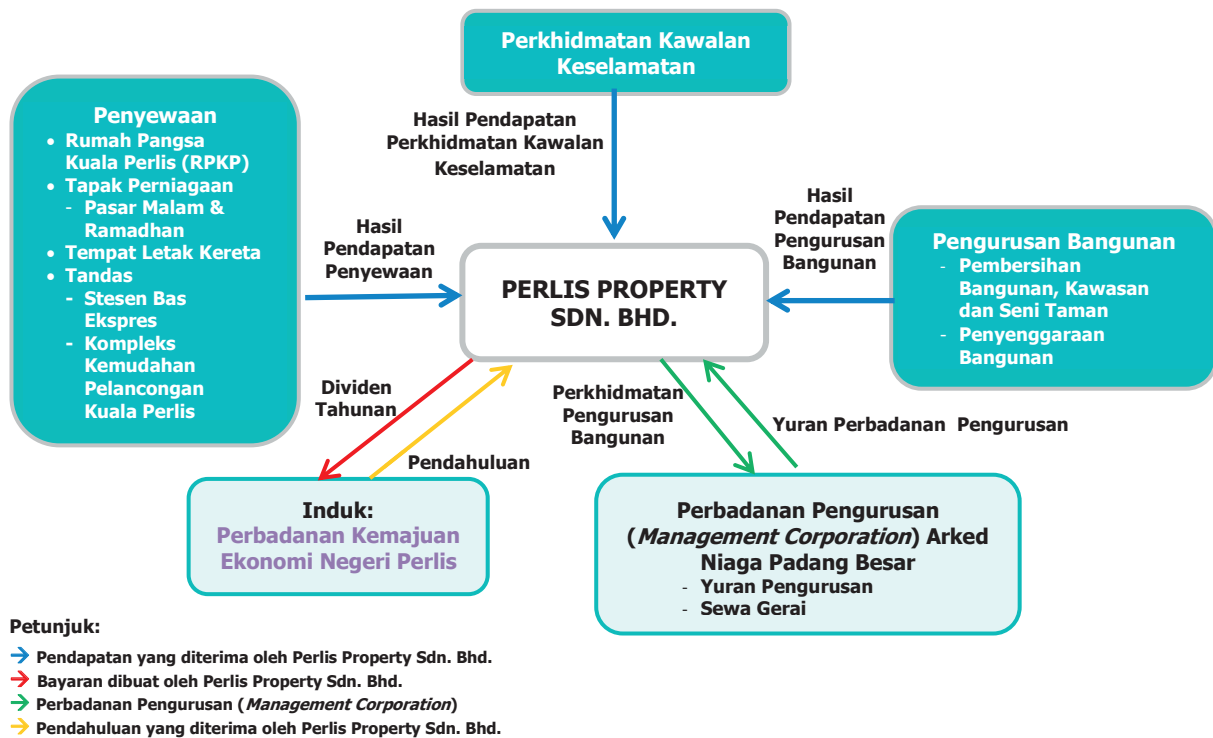 Perkhidmatan Kawalan
Keselamatan
Penyewaan
• Rumah Pangsa
Kuala Perlis (RPKP)
• Tapak Perniagaan
- Pasar Malam &
Ramadhan
• Tempat Letak Kereta
• Tandas
- Stesen Bas
Ekspres
- Kompleks
Kemudahan
Pelancongan
Kuala Perlis
Hasil Pendapatan
Perkhidmatan Kawalan
Keselamatan
Hasil
Pendapatan
Penyewaan
Hasil
Pendapatan
Pengurusan
Bangunan
PERLIS PROPERTY
SDN. BHD.
Pengurusan Bangunan
- Pembersihan
Bangunan, Kawasan
dan Seni Taman
- Penyenggaraan
Bangunan
Dividen
Tahunan
Pendahuluan
Perkhidmatan
Pengurusan
Bangunan
Yuran Perbadanan Pengurusan
Induk:
Perbadanan Kemajuan
Ekonomi Negeri Perlis
Perbadanan Pengurusan
(Management Corporation) Arked
Niaga Padang Besar
- Yuran Pengurusan
- Sewa Gerai
Petunjuk:
→ Pendapatan yang diterima oleh Perlis Property Sdn. Bhd.
→ Bayaran dibuat oleh Perlis Property Sdn. Bhd.
→ Perbadanan Pengurusan (Management Corporation)
→ Pendahuluan yang diterima oleh Perlis Property Sdn. Bhd.